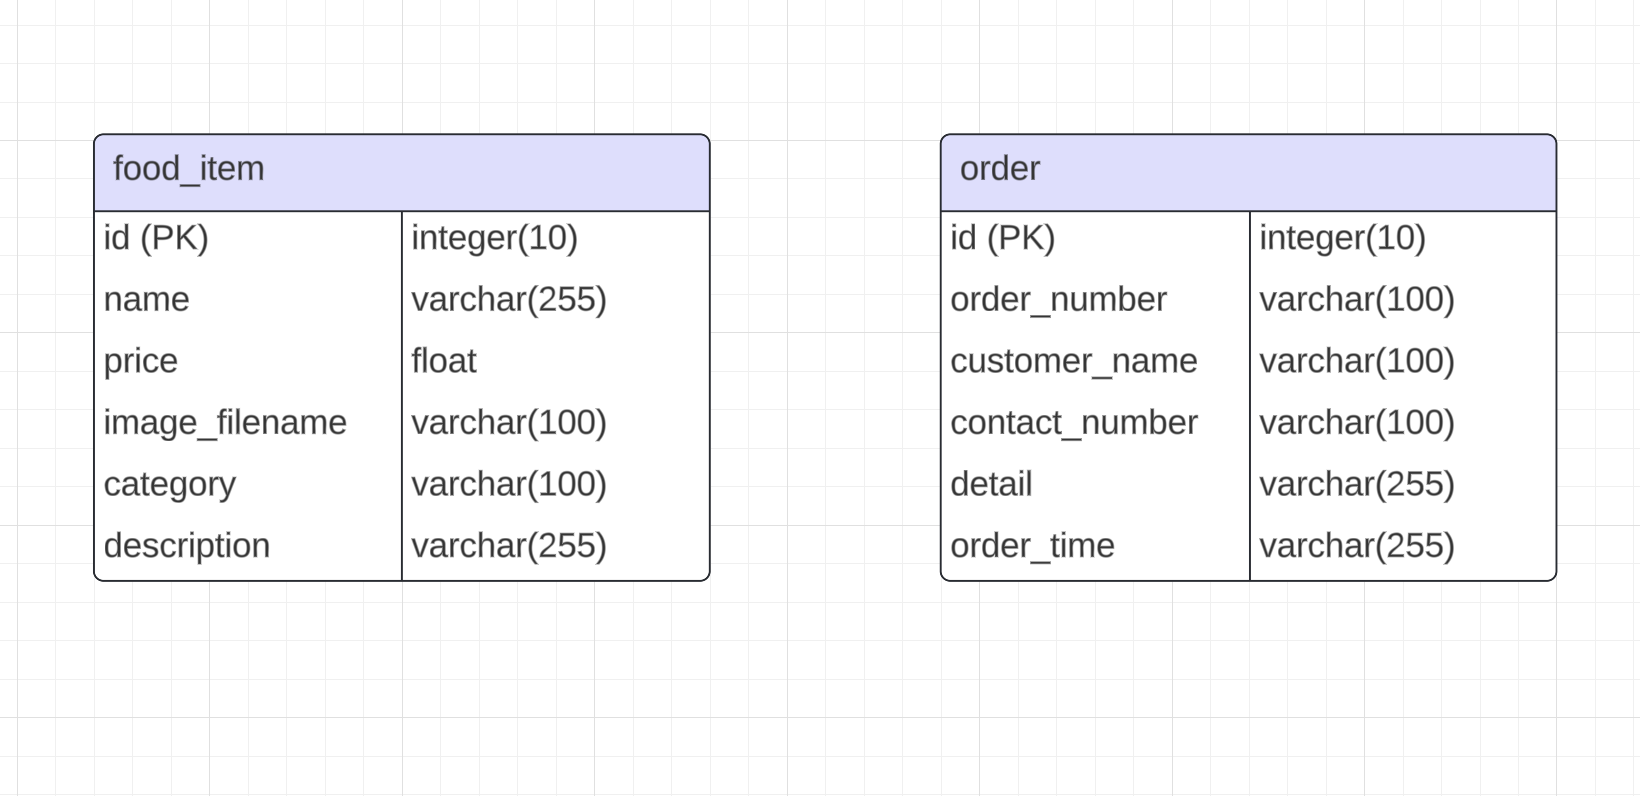 food_item
id (PK) integer(10)
name varchar(255)
price float
image_filename varchar(100)
category varchar(100)
description varchar(255)
order
id (PK) integer(10)
order_number varchar(100)
customer_name varchar(100)
contact_number varchar(100)
detail varchar(255)
order_time varchar(255)